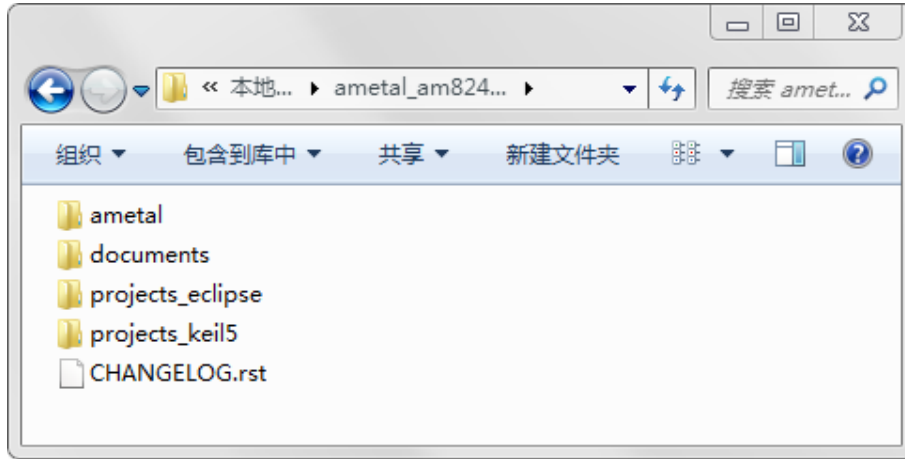 « 本地... ▸ ametal_am824... ▸ 搜索 amet...
组织 包含到库中 共享 新建文件夹
ametal
documents
projects_eclipse
projects_keil5
CHANGELOG.rst